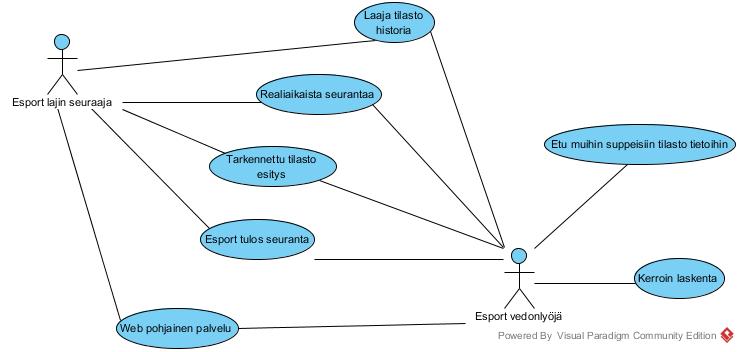 Laaja tilasto
historia
Esport lajin seuraaja
Realiaikaista seurantaa
Etu muihin suppeisiin tilasto tietoihin
Tarkennettu tilasto
esitys
Esport tulos seuranta
Kerroin laskenta
Esport vedonlyöjä
Web pohjainen palvelu
Powered By Visual Paradigm Community Edition